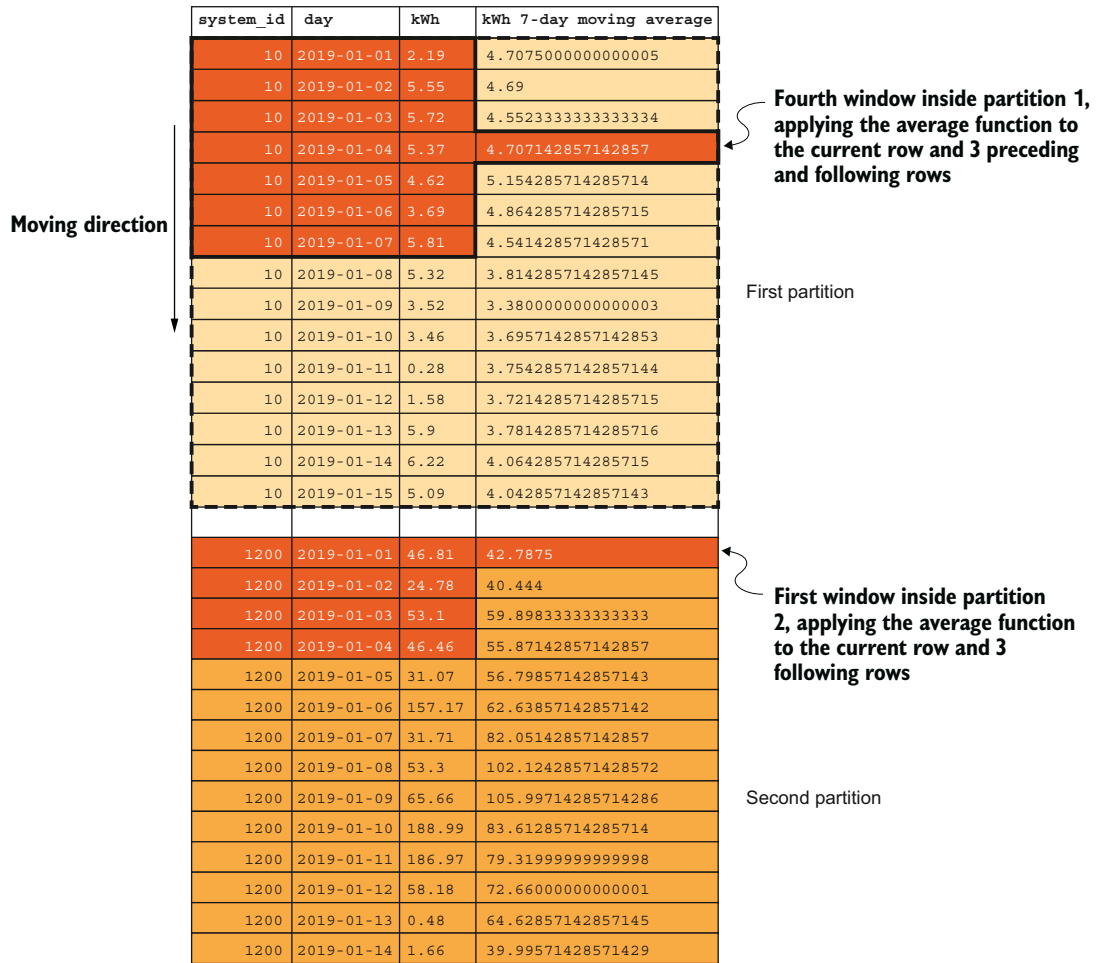 system_id day kWh kWh 7-day moving average
10 2019-01-01 2.19 4.7075000000000005
10 2019-01-02 5.55 4.69
10 2019-01-03 5.72 4.5523333333333334
10 2019-01-04 5.37 4.707142857142857
10 2019-01-05 4.62 5.154285714285714
10 2019-01-06 3.69 4.864285714285715
10 2019-01-07 5.81 4.541428571428571
10 2019-01-08 5.32 3.8142857142857145
10 2019-01-09 3.52 3.3800000000000003
10 2019-01-10 3.46 3.6957142857142853
10 2019-01-11 0.28 3.7542857142857144
10 2019-01-12 1.58 3.7214285714285715
10 2019-01-13 5.9 3.7814285714285716
10 2019-01-14 6.22 4.064285714285715
10 2019-01-15 5.09 4.042857142857143
Moving direction
Fourth window inside partition 1,
applying the average function to
the current row and 3 preceding
and following rows
First partition
1200 2019-01-01 46.81 42.7875
1200 2019-01-02 24.78 40.444
1200 2019-01-03 53.1 59.89833333333333
1200 2019-01-04 46.46 55.87142857142857
1200 2019-01-05 31.07 56.79857142857143
1200 2019-01-06 157.17 62.63857142857142
1200 2019-01-07 31.71 82.05142857142857
1200 2019-01-08 53.3 102.12428571428572
1200 2019-01-09 65.66 105.99714285714286
1200 2019-01-10 188.99 83.61285714285714
1200 2019-01-11 186.97 79.31999999999998
1200 2019-01-12 58.18 72.66000000000001
1200 2019-01-13 0.48 64.62857142857145
1200 2019-01-14 1.66 39.99571428571429
First window inside partition
2, applying the average function
to the current row and 3
following rows
Second partition